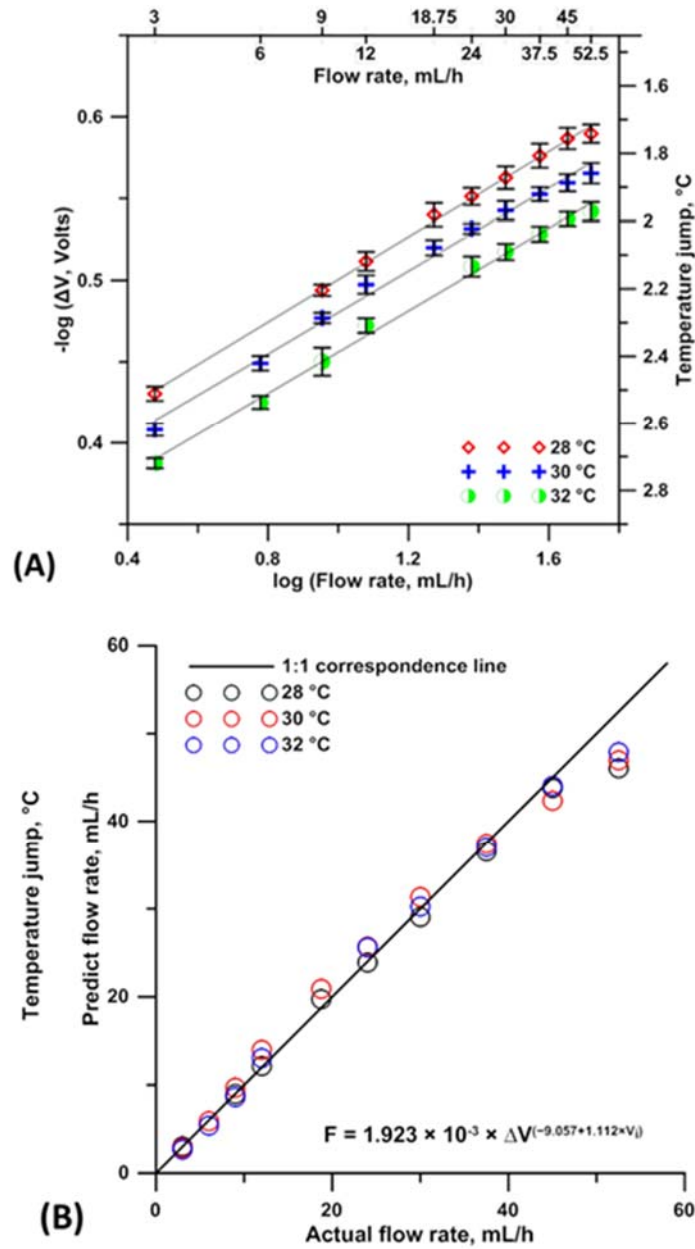 3 9 18.75 30 45
6 12 24 37.5 52.5
Flow rate, mL/h
0.6
0.5
0.4
-log (ΔV, Volts)
1.6
1.8
2
2.2
2.4
2.6
2.8
Temperature jump, °C
28 °C
30 °C
32 °C
0.4 0.8 1.2 1.6
log (Flow rate, mL/h)
(A)
60
40
20
0
Temperature jump, °C
Predict flow rate, mL/h
1:1 correspondence line
28 °C
30 °C
32 °C
F = 1.923 × 10⁻³ × ΔV⁽⁻⁹·⁰⁵⁷⁺¹·¹¹²ˣⱽʲ⁾
0 20 40 60
Actual flow rate, mL/h
(B)